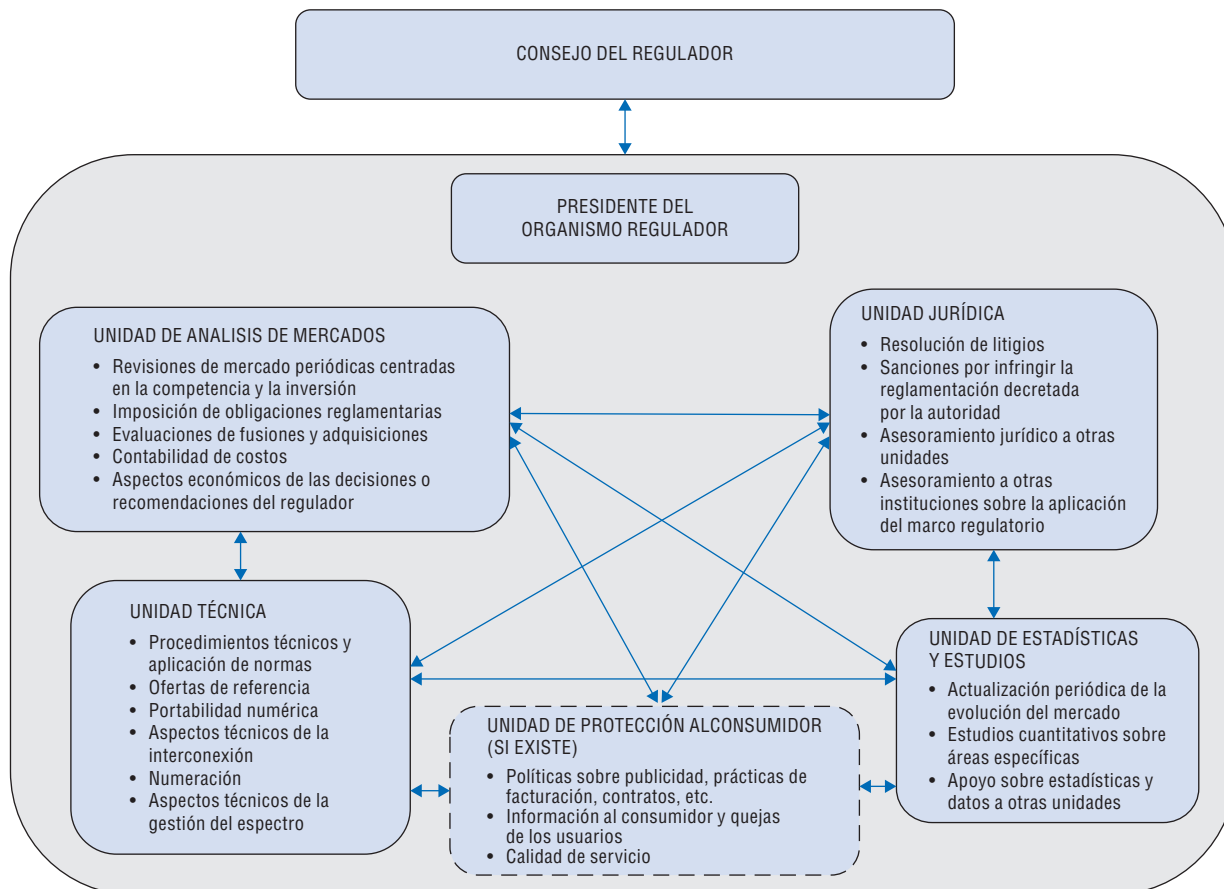 CONSEJO DEL REGULADOR
PRESIDENTE DEL
ORGANISMO REGULADOR
UNIDAD DE ANALISIS DE MERCADOS
• Revisiones de mercado periódicas centradas
en la competencia y la inversión
• Imposición de obligaciones reglamentarias
• Evaluaciones de fusiones y adquisiciones
• Contabilidad de costos
• Aspectos económicos de las decisiones o
recomendaciones del regulador
UNIDAD JURÍDICA
• Resolución de litigios
• Sanciones por infringir la
reglamentación decretada
por la autoridad
• Asesoramiento jurídico a otras
unidades
• Asesoramiento a otras
instituciones sobre la aplicación
del marco regulatorio
UNIDAD TÉCNICA
• Procedimientos técnicos y
aplicación de normas
• Ofertas de referencia
• Portabilidad numérica
• Aspectos técnicos de la
interconexión
• Numeración
• Aspectos técnicos de la
gestión del espectro
UNIDAD DE PROTECCIÓN ALCONSUMIDOR
(SI EXISTE)
• Políticas sobre publicidad, prácticas de
facturación, contratos, etc.
• Información al consumidor y quejas
de los usuarios
• Calidad de servicio
UNIDAD DE ESTADÍSTICAS
Y ESTUDIOS
• Actualización periódica de la
evolución del mercado
• Estudios cuantitativos sobre
áreas específicas
• Apoyo sobre estadísticas y
datos a otras unidades